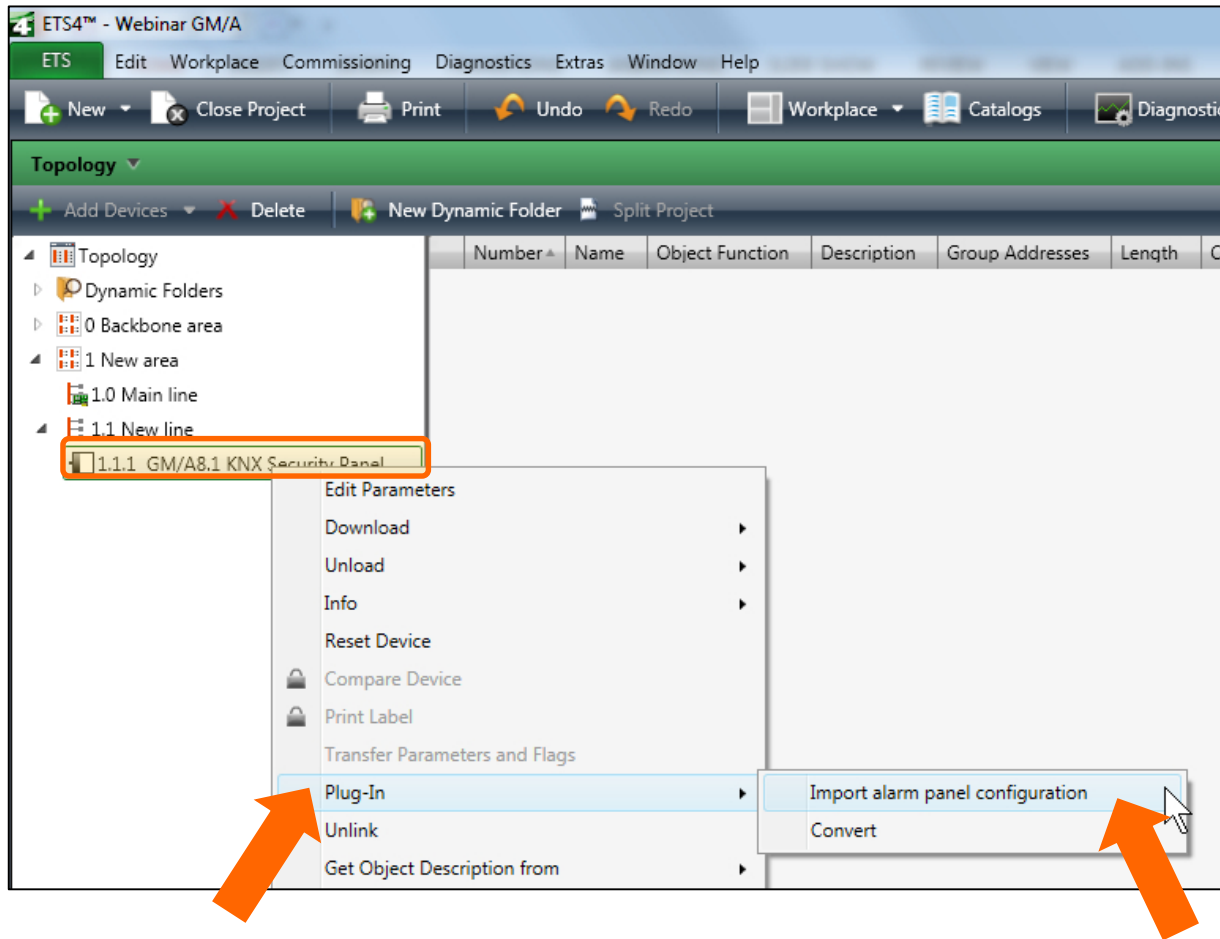 ETS4™ - Webinar GM/A
ETS Edit Workplace Commissioning Diagnostics Extras Window Help
New Close Project Print Undo Redo Workplace Catalogs
Topology
Add Devices Delete New Dynamic Folder Split Project
Number Name Object Function Description Group Addresses Length
Topology
Dynamic Folders
0 Backbone area
1 New area
1.0 Main line
1.1 New line
1.1.1 GM/A8.1 KNX Security Panel
Edit Parameters
Download
Unload
Info
Reset Device
Compare Device
Print Label
Transfer Parameters and Flags
Plug-In
Import alarm panel configuration
Unlink
Convert
Get Object Description from